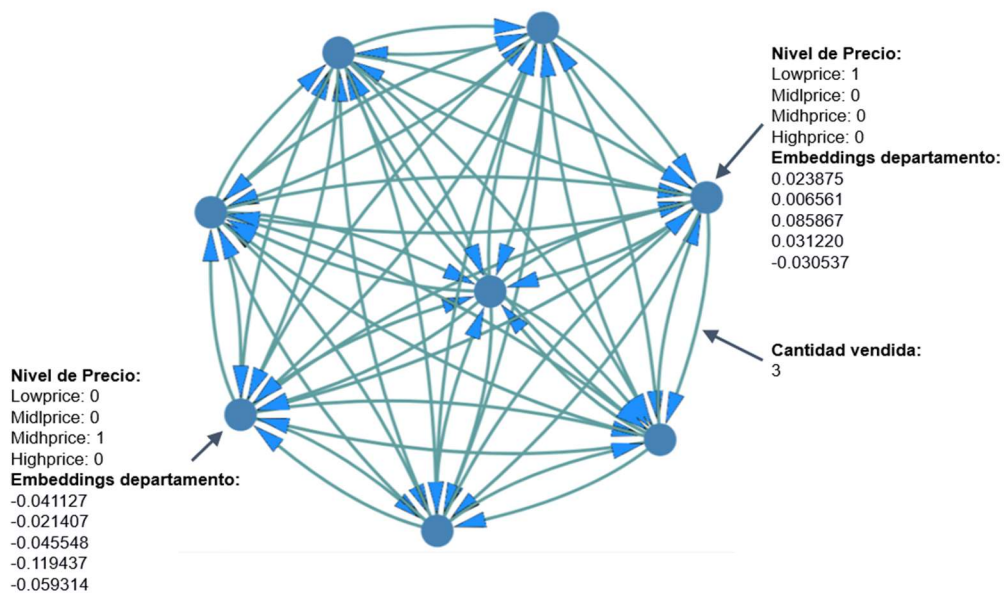 Nivel de Precio:
Lowprice: 1
Midlprice: 0
Midhprice: 0
Highprice: 0
Embeddings departamento:
0.023875
0.006561
0.085867
0.031220
-0.030537
Cantidad vendida:
3
Nivel de Precio:
Lowprice: 0
Midlprice: 0
Midhprice: 1
Highprice: 0
Embeddings departamento:
-0.041127
-0.021407
-0.045548
-0.119437
-0.059314